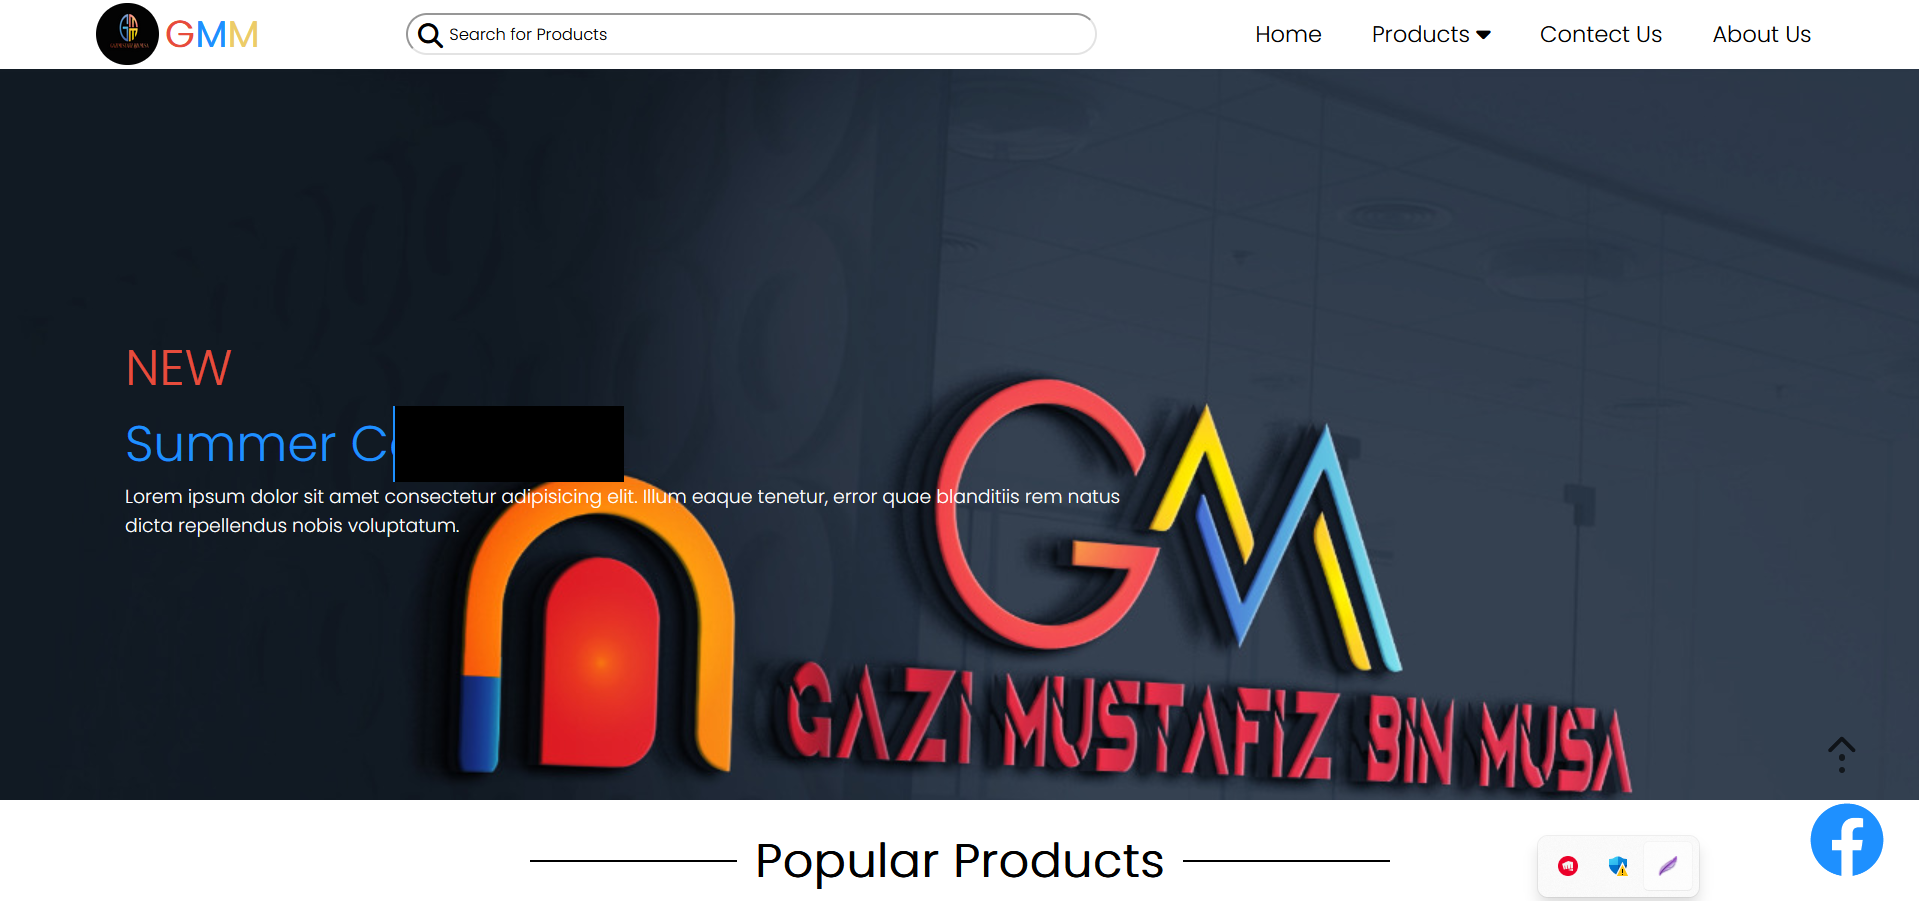 GMM
Search for Products
Home
Products
Contect Us
About Us
NEW
Summer C
Lorem ipsum dolor sit amet consectetur adipisicing elit. Illum eaque tenetur, error quae blanditiis rem natus
dicta repellendus nobis voluptatum.
GM
GAZI MUSTAFIZ BIN MUSA
Popular Products